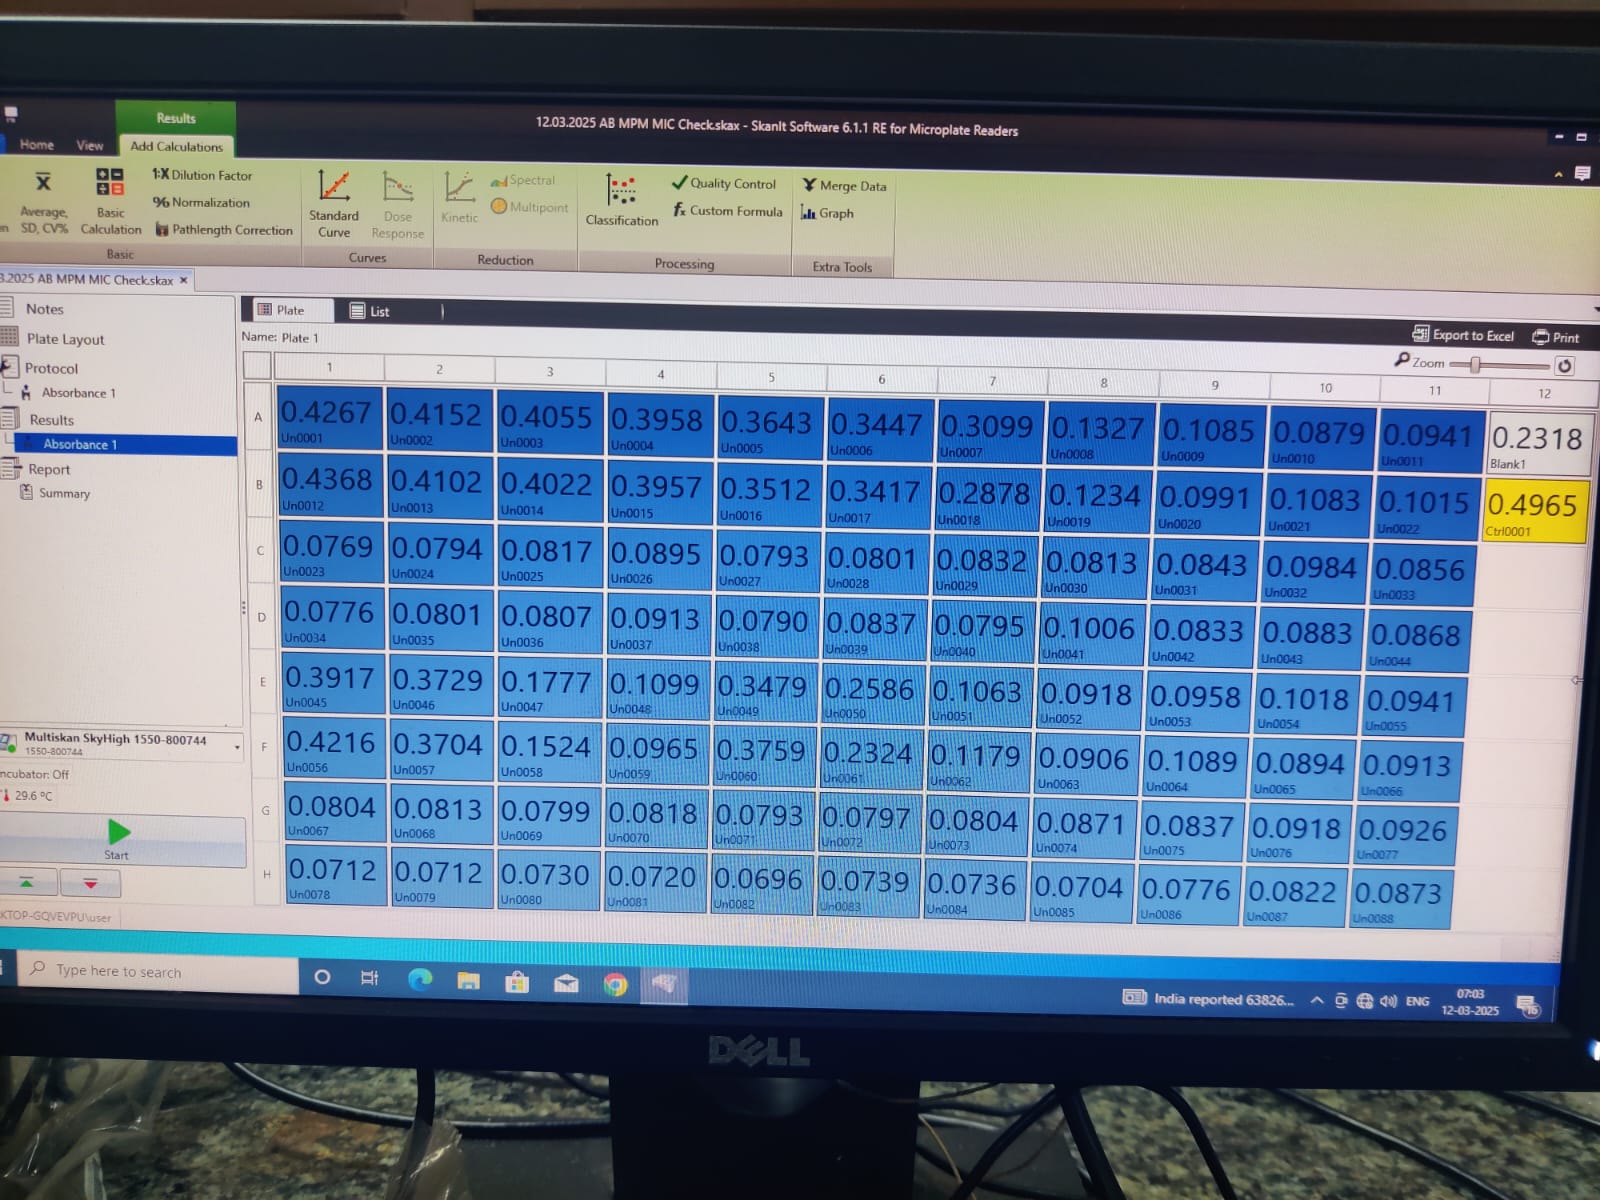 Results
12.03.2025 AB MPM MIC Check.skax - SkanIt Software 6.1.1 RE for Microplate Readers
Home View Add Calculations
Average, SD, CV%
Basic Calculation
1:X Dilution Factor
% Normalization
Pathlength Correction
Basic
Standard Curve
Dose Response
Curves
Kinetic
Spectral
Multipoint
Reduction
Classification
Quality Control
fx Custom Formula
Processing
Merge Data
Graph
Extra Tools
3.2025 AB MPM MIC Check.skax ×
Notes
Plate Layout
Protocol
Absorbance 1
Results
Absorbance 1
Report
Summary
Plate List
Name: Plate 1
Export to Excel Print
Zoom
1 2 3 4 5 6 7 8 9 10 11 12
A 0.4267 0.4152 0.4055 0.3958 0.3643 0.3447 0.3099 0.1327 0.1085 0.0879 0.0941 0.2318
Un0001 Un0002 Un0003 Un0004 Un0005 Un0006 Un0007 Un0008 Un0009 Un0010 Un0011 Blank1
B 0.4368 0.4102 0.4022 0.3957 0.3512 0.3417 0.2878 0.1234 0.0991 0.1083 0.1015 0.4965
Un0012 Un0013 Un0014 Un0015 Un0016 Un0017 Un0018 Un0019 Un0020 Un0021 Un0022 Ctrl0001
C 0.0769 0.0794 0.0817 0.0895 0.0793 0.0801 0.0832 0.0813 0.0843 0.0984 0.0856
Un0023 Un0024 Un0025 Un0026 Un0027 Un0028 Un0029 Un0030 Un0031 Un0032 Un0033
D 0.0776 0.0801 0.0807 0.0913 0.0790 0.0837 0.0795 0.1006 0.0833 0.0883 0.0868
Un0034 Un0035 Un0036 Un0037 Un0038 Un0039 Un0040 Un0041 Un0042 Un0043 Un0044
E 0.3917 0.3729 0.1777 0.1099 0.3479 0.2586 0.1063 0.0918 0.0958 0.1018 0.0941
Un0045 Un0046 Un0047 Un0048 Un0049 Un0050 Un0051 Un0052 Un0053 Un0054 Un0055
F 0.4216 0.3704 0.1524 0.0965 0.3759 0.2324 0.1179 0.0906 0.1089 0.0894 0.0913
Un0056 Un0057 Un0058 Un0059 Un0060 Un0061 Un0062 Un0063 Un0064 Un0065 Un0066
G 0.0804 0.0813 0.0799 0.0818 0.0793 0.0797 0.0804 0.0871 0.0837 0.0918 0.0926
Un0067 Un0068 Un0069 Un0070 Un0071 Un0072 Un0073 Un0074 Un0075 Un0076 Un0077
H 0.0712 0.0712 0.0730 0.0720 0.0696 0.0739 0.0736 0.0704 0.0776 0.0822 0.0873
Un0078 Un0079 Un0080 Un0081 Un0082 Un0083 Un0084 Un0085 Un0086 Un0087 Un0088
Multiskan SkyHigh 1550-800744
1550-800744
ncubator: Off
29.6 ºC
Start
KTOP-GQVEVPU\user
Type here to search
India reported 63826...
ENG
07:03
12-03-2025
16
DELL